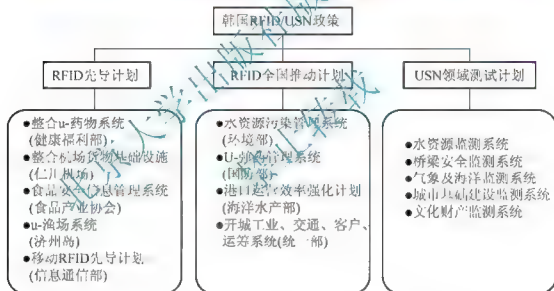 韩国RFID/USN政策
RFID先导计划
RFID全国推动计划
USN领域测试计划
●整合u-药物系统
(健康福利部)
●整合机场货物基础设施
(仁川机场)
●食品安全信息管理系统
(食品产业协会)
●u-渔场系统
(济州岛)
●移动RFID先导计划
(信息通信部)
●水资源污染管理系统
(环境部)
●U-弹药管理系统
(国防部)
●港口起重效率强化计划
(海洋水产部)
●开城工业、交通、客户、
运筹系统(统一部)
●水资源监测系统
●桥梁安全监测系统
●气象及海洋监测系统
●城市基础建设监测系统
●文化财产监测系统